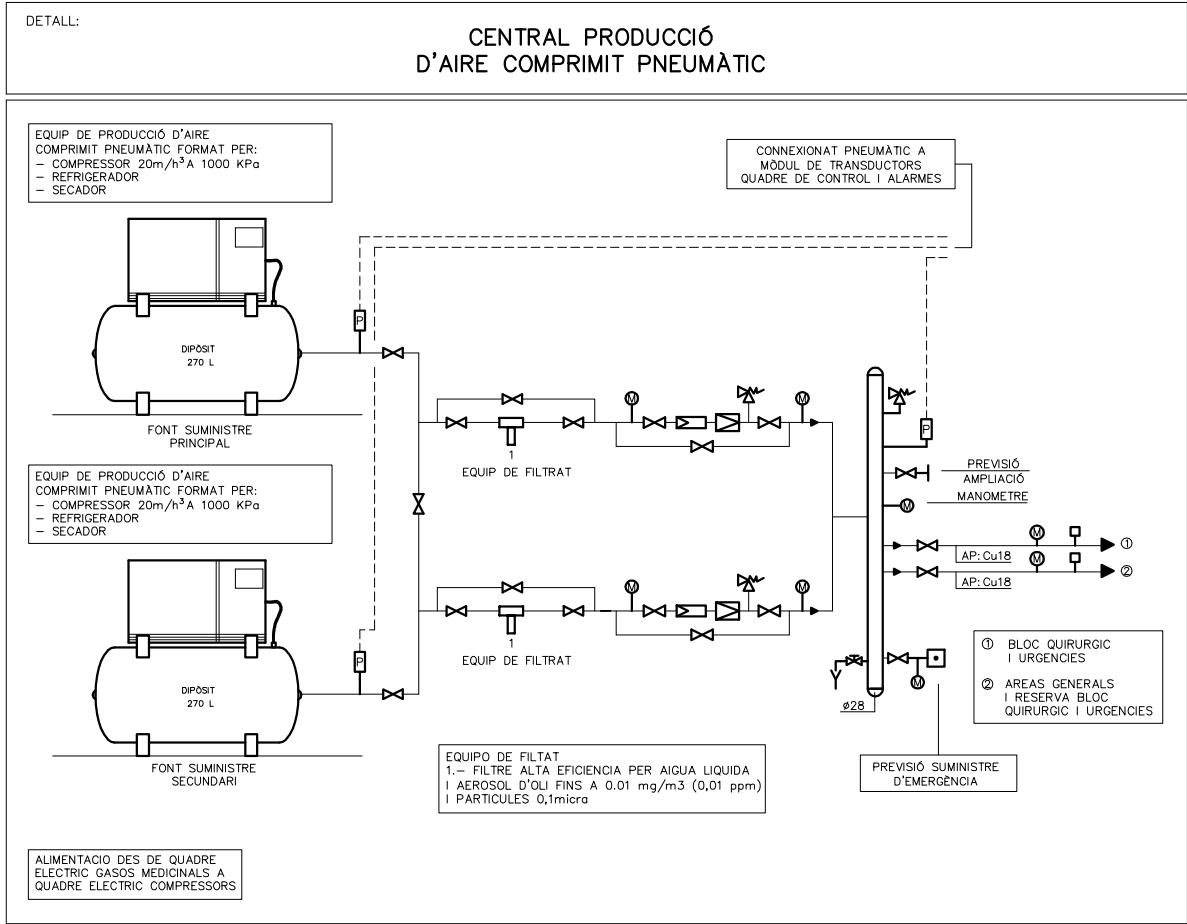 DETALL:
CENTRAL PRODUCCIÓ
D'AIRE COMPRIMIT PNEUMÀTIC
EQUIP DE PRODUCCIÓ D'AIRE
COMPRIMIT PNEUMÀTIC FORMAT PER:
– COMPRESSOR 20m/h³ A 1000 KPa
– REFRIGERADOR
– SECADOR
CONNEXIONAT PNEUMÀTIC A
MÒDUL DE TRANSDUCTORS
QUADRE DE CONTROL I ALARMES
P
DIPÒSIT
270 L
FONT SUMINISTRE
PRINCIPAL
M
M
1
EQUIP DE FILTRAT
P
PREVISIÓ
AMPLIACIÓ
MANOMETRE
M
EQUIP DE PRODUCCIÓ D'AIRE
COMPRIMIT PNEUMÀTIC FORMAT PER:
– COMPRESSOR 20m/h³ A 1000 KPa
– REFRIGERADOR
– SECADOR
M
①
AP: Cu18
M
②
AP: Cu18
M
M
1
EQUIP DE FILTRAT
P
DIPÒSIT
270 L
FONT SUMINISTRE
SECUNDARI
M
ø28
① BLOC QUIRURGIC
I URGENCIES
② AREAS GENERALS
I RESERVA BLOC
QUIRURGIC I URGENCIES
EQUIPO DE FILTAT
1.– FILTRE ALTA EFICIENCIA PER AIGUA LIQUIDA
I AEROSOL D'OLI FINS A 0.01 mg/m3 (0,01 ppm)
I PARTICULES 0,1micra
PREVISIÓ SUMINISTRE
D'EMERGÈNCIA
ALIMENTACIO DES DE QUADRE
ELECTRIC GASOS MEDICINALS A
QUADRE ELECTRIC COMPRESSORS